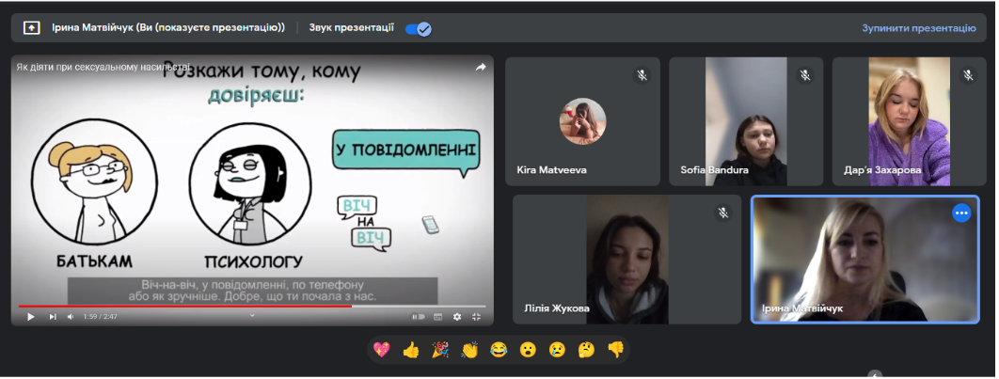 Ірина Матвійчук (Ви (показуєте презентацію))
Звук презентації
Зупинити презентацію
Як діяти при сексуальному насильстві
Розкажи тому, кому
довіряєш:
У ПОВІДОМЛЕННІ
ВІЧ
НА
ВІЧ
БАТЬКАМ
ПСИХОЛОГУ
Віч-на-віч, у повідомленні, по телефону
або як зручніше. Добре, що ти почала з нас.
1:59 / 2:47
Kira Matveeva
Sofia Bandura
Дар'я Захарова
Лілія Жукова
Ірина Матвійчук